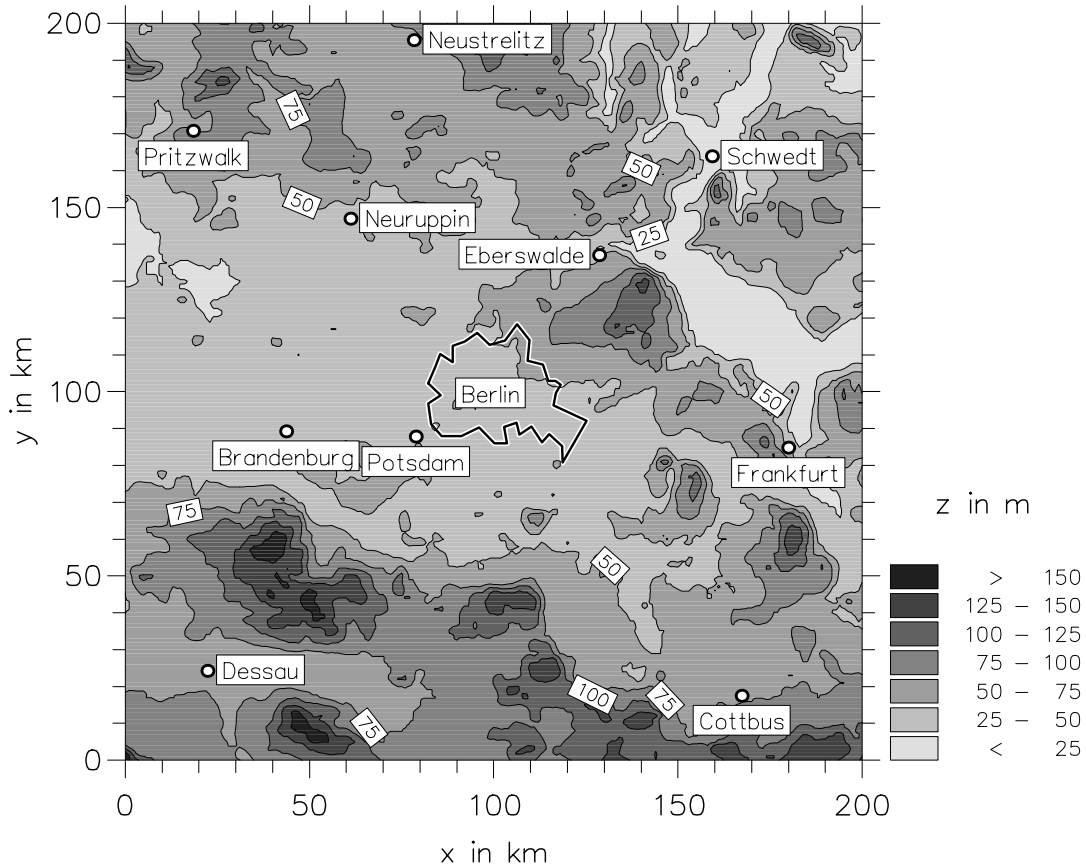 200
Neustrelitz
75
Pritzwalk
Schwedt
50
150
50
Neuruppin
25
Eberswalde
y in km
100
Berlin
50
Brandenburg
Potsdam
Frankfurt
75
z in m
50
50
> 150
125 – 150
100 – 125
75 – 100
50 – 75
25 – 50
< 25
Dessau
100
75
75
Cottbus
0
0 50 100 150 200
x in km